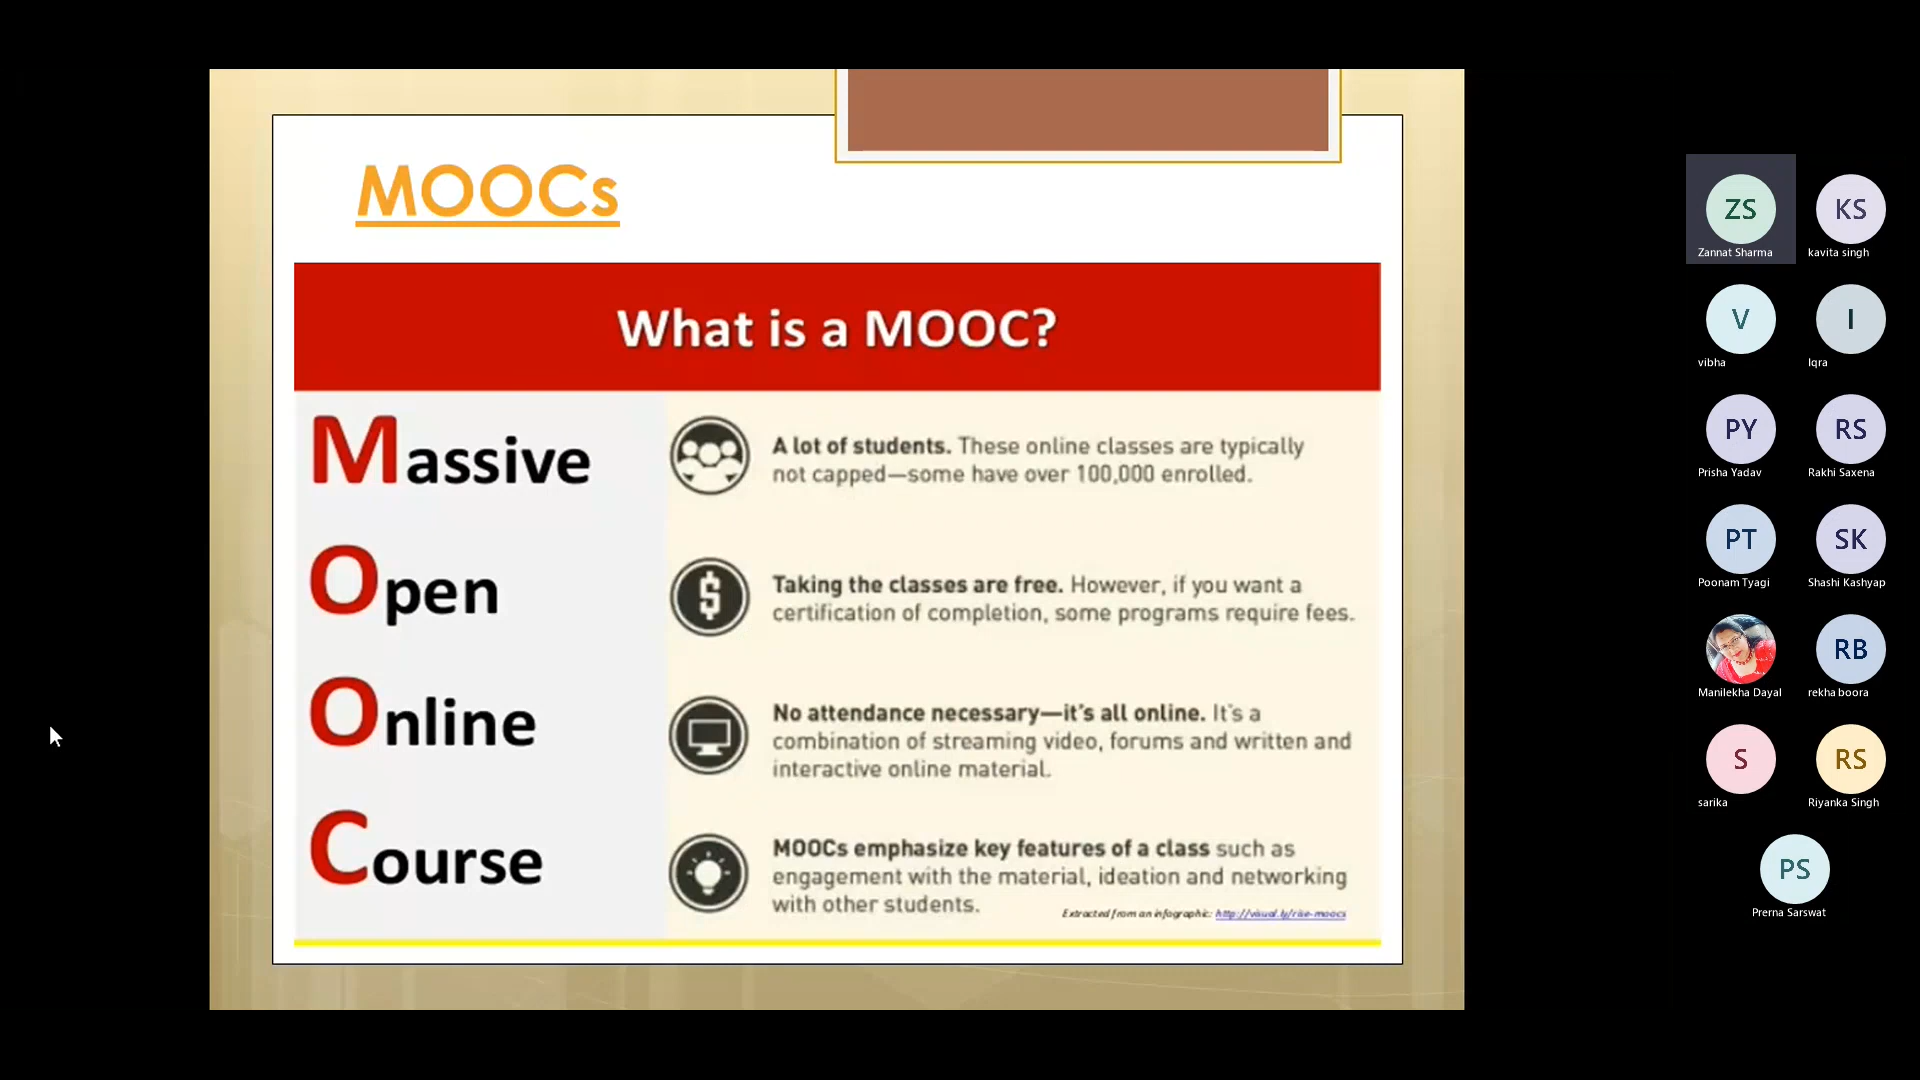 MOOCs
What is a MOOC?
Massive
A lot of students. These online classes are typically
not capped—some have over 100,000 enrolled.
Open
Taking the classes are free. However, if you want a
certification of completion, some programs require fees.
Online
No attendance necessary—it's all online. It's a
combination of streaming video, forums and written and
interactive online material.
Course
MOOCs emphasize key features of a class such as
engagement with the material, ideation and networking
with other students.
Extracted from an infographic: http://visual.ly/rise-moocs
ZS
Zannat Sharma
KS
kavita singh
V
vibha
I
Iqra
PY
Prisha Yadav
RS
Rakhi Saxena
PT
Poonam Tyagi
SK
Shashi Kashyap
Manilekha Dayal
RB
rekha boora
S
sarika
RS
Riyanka Singh
PS
Prerna Sarswat